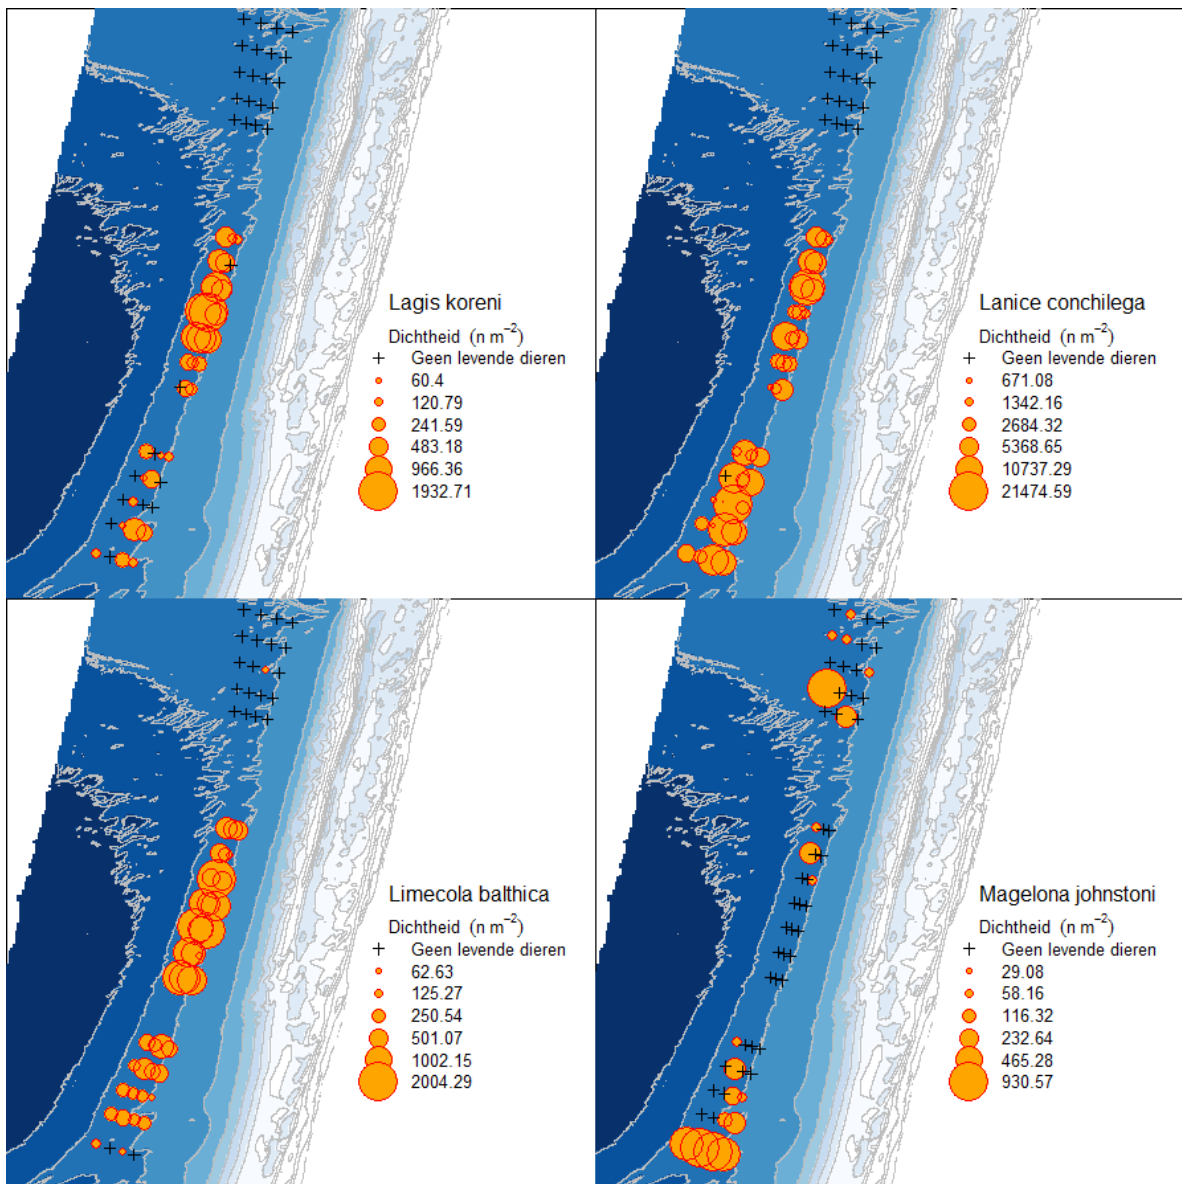 Lagis koreni
Dichtheid (n m⁻²)
Geen levende dieren
60.4
120.79
241.59
483.18
966.36
1932.71
Lanice conchilega
Dichtheid (n m⁻²)
Geen levende dieren
671.08
1342.16
2684.32
5368.65
10737.29
21474.59
Limecola balthica
Dichtheid (n m⁻²)
Geen levende dieren
62.63
125.27
250.54
501.07
1002.15
2004.29
Magelona johnstoni
Dichtheid (n m⁻²)
Geen levende dieren
29.08
58.16
116.32
232.64
465.28
930.57